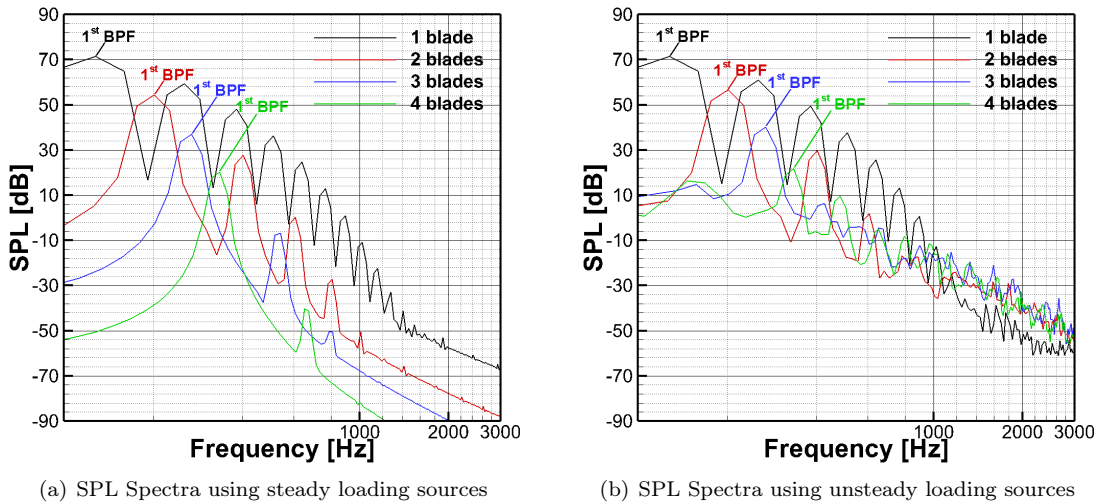 90
70
50
30
10
-10
-30
-50
-70
-90
SPL [dB]
1st BPF
1st BPF
1st BPF
1st BPF
1 blade
2 blades
3 blades
4 blades
1000
2000
3000
Frequency [Hz]
(a) SPL Spectra using steady loading sources
90
70
50
30
10
-10
-30
-50
-70
-90
SPL [dB]
1st BPF
1st BPF
1st BPF
1st BPF
1 blade
2 blades
3 blades
4 blades
1000
2000
3000
Frequency [Hz]
(b) SPL Spectra using unsteady loading sources